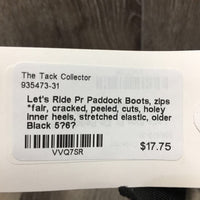 The Tack Collector
935473-31
Let's Ride Pr Paddock Boots, zips
*fair, cracked, peeled, cuts, holey
inner heels, stretched elastic, older
Black 5?6?
VVQ7SR
$17.75